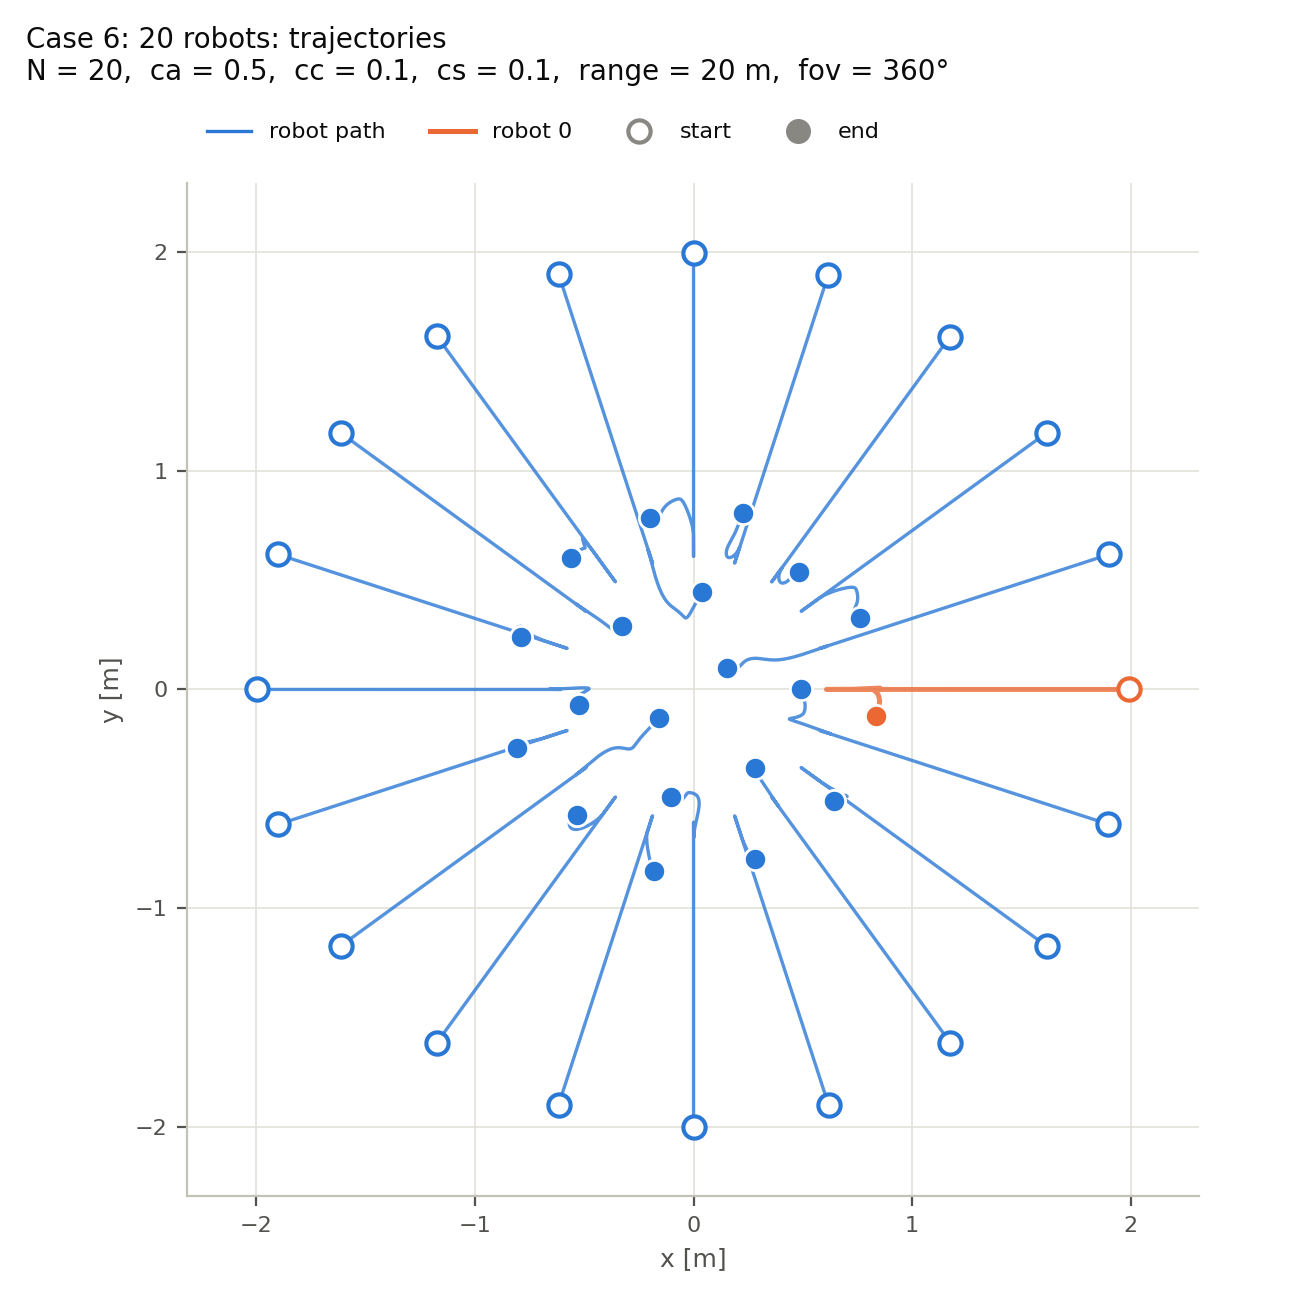 Case 6: 20 robots: trajectories
N = 20,  ca = 0.5,  cc = 0.1,  cs = 0.1,  range = 20 m,  fov = 360°
robot path robot 0 start end
2
1
0
−1
−2
y [m]
−2 −1 0 1 2
x [m]